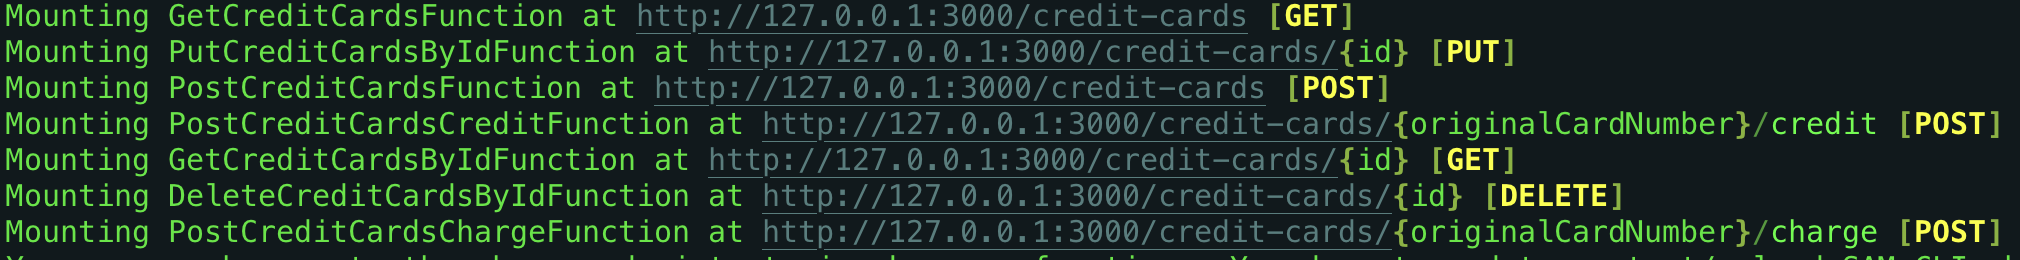 Mounting GetCreditCardsFunction at http://127.0.0.1:3000/credit-cards [GET]
Mounting PutCreditCardsByIdFunction at http://127.0.0.1:3000/credit-cards/{id} [PUT]
Mounting PostCreditCardsFunction at http://127.0.0.1:3000/credit-cards [POST]
Mounting PostCreditCardsCreditFunction at http://127.0.0.1:3000/credit-cards/{originalCardNumber}/credit [POST]
Mounting GetCreditCardsByIdFunction at http://127.0.0.1:3000/credit-cards/{id} [GET]
Mounting DeleteCreditCardsByIdFunction at http://127.0.0.1:3000/credit-cards/{id} [DELETE]
Mounting PostCreditCardsChargeFunction at http://127.0.0.1:3000/credit-cards/{originalCardNumber}/charge [POST]